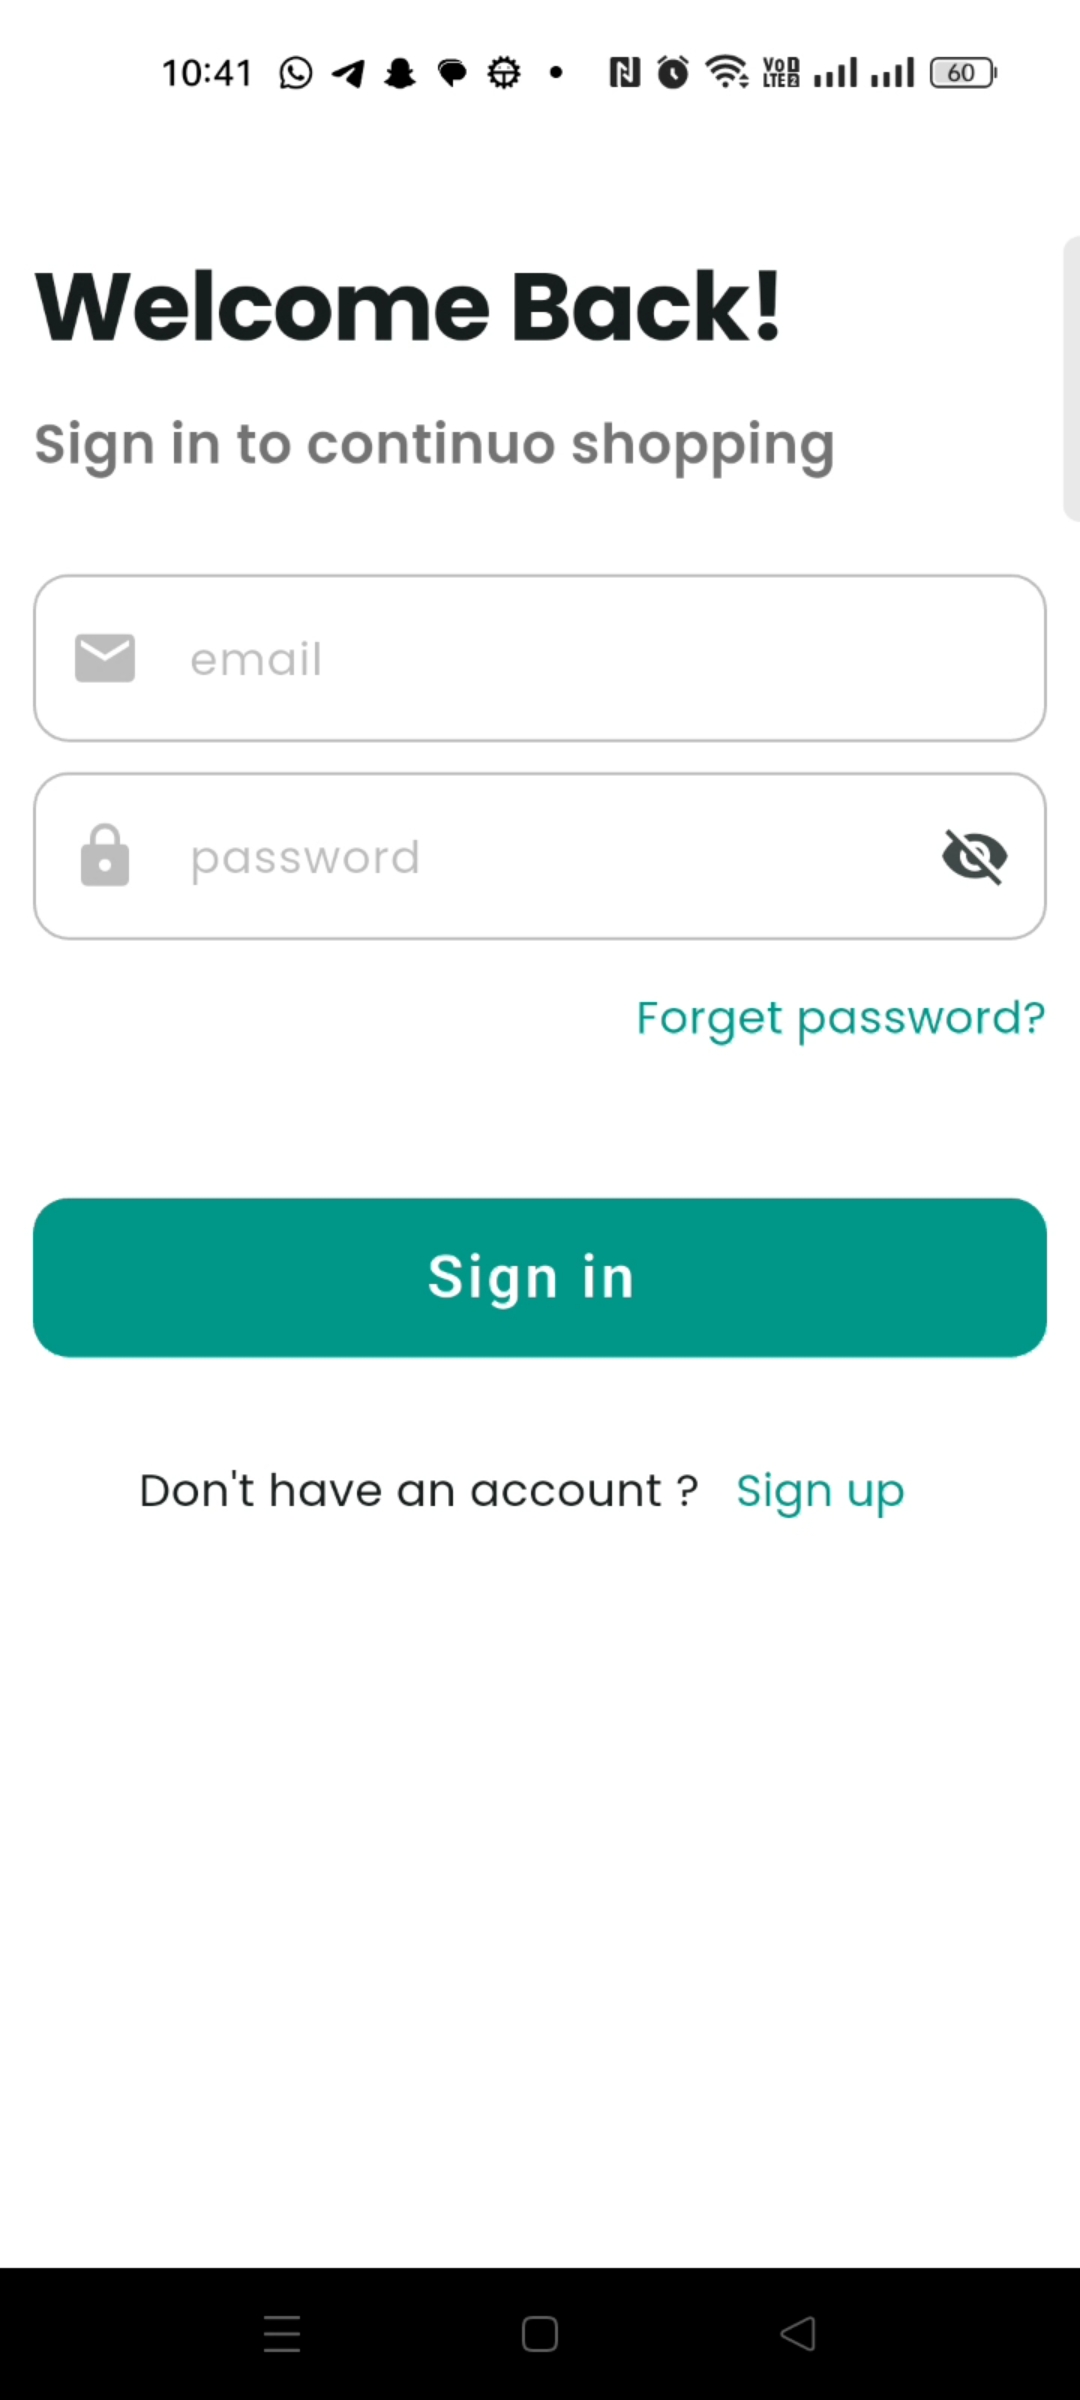 10:41 VoD LTE2 60
Welcome Back!
Sign in to continuo shopping
email
password
Forget password?
Sign in
Don't have an account ? Sign up